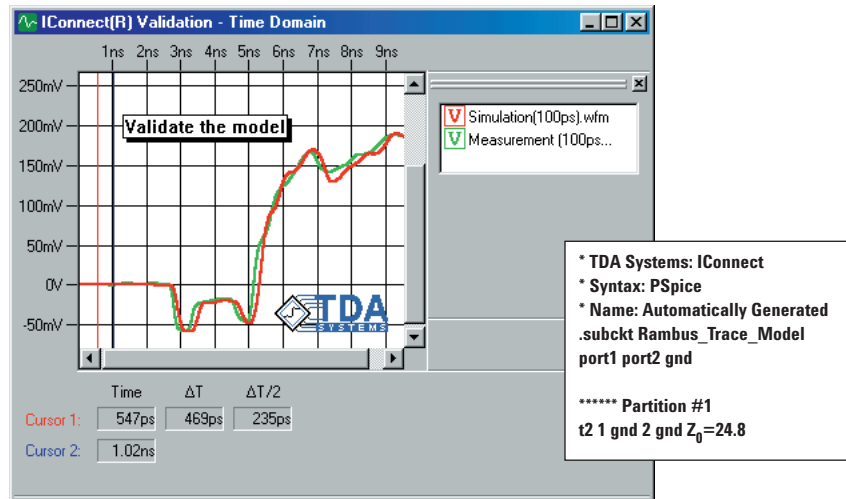 IConnect(R) Validation - Time Domain
1ns 2ns 3ns 4ns 5ns 6ns 7ns 8ns 9ns
250mV
200mV
150mV
100mV
50mV
0V
-50mV
Validate the model
TDA
SYSTEMS
V Simulation(100ps).wfm
V Measurement (100ps...
Time ΔT ΔT/2
Cursor 1: 547ps 469ps 235ps
Cursor 2: 1.02ns
* TDA Systems: IConnect
* Syntax: PSpice
* Name: Automatically Generated
.subckt Rambus_Trace_Model
port1 port2 gnd
****** Partition #1
t2 1 gnd 2 gnd Z₀=24.8